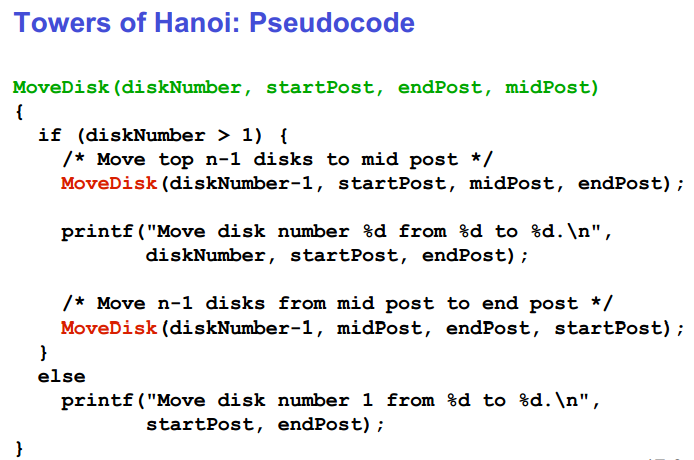 Towers of Hanoi: Pseudocode
MoveDisk(diskNumber, startPost, endPost, midPost)
{
if (diskNumber > 1) {
/* Move top n-1 disks to mid post */
MoveDisk(diskNumber-1, startPost, midPost, endPost);
printf("Move disk number %d from %d to %d.\n",
diskNumber, startPost, endPost);
/* Move n-1 disks from mid post to end post */
MoveDisk(diskNumber-1, midPost, endPost, startPost);
}
else
printf("Move disk number 1 from %d to %d.\n",
startPost, endPost);
}